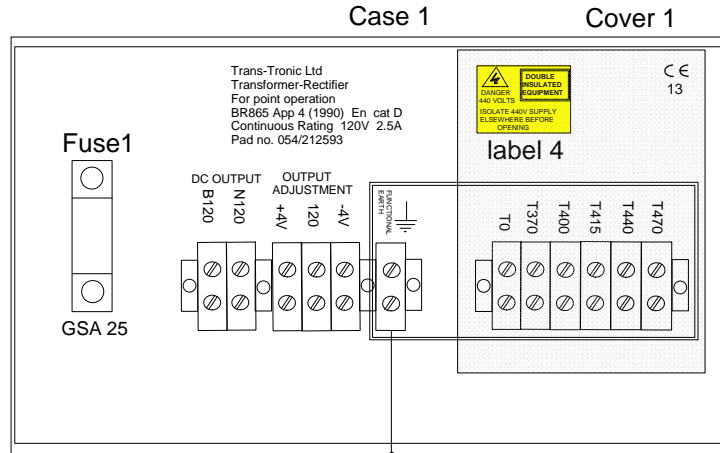 Case 1
Cover 1
Trans-Tronic Ltd
Transformer-Rectifier
For point operation
BR865 App 4 (1990) En cat D
Continuous Rating 120V 2.5A
Pad no. 054/212593
DANGER
440 VOLTS
DOUBLE
INSULATED
EQUIPMENT
ISOLATE 440V SUPPLY
ELSEWHERE BEFORE
OPENING
CE
13
label 4
Fuse1
GSA 25
DC OUTPUT
B120
N120
OUTPUT
ADJUSTMENT
+4V
120
-4V
FUNCTIONAL
EARTH
T0
T370
T400
T415
T440
T470